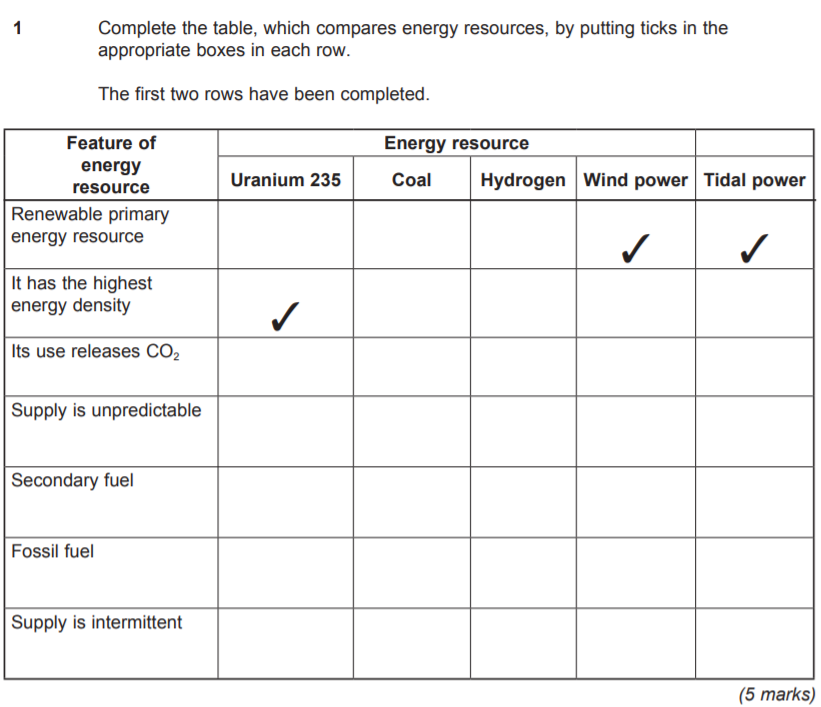 1 Complete the table, which compares energy resources, by putting ticks in the
appropriate boxes in each row.
The first two rows have been completed.
Feature of
energy
resource
Energy resource
Uranium 235 Coal Hydrogen Wind power Tidal power
Renewable primary
energy resource
✓ ✓
It has the highest
energy density
✓
Its use releases CO₂
Supply is unpredictable
Secondary fuel
Fossil fuel
Supply is intermittent
(5 marks)